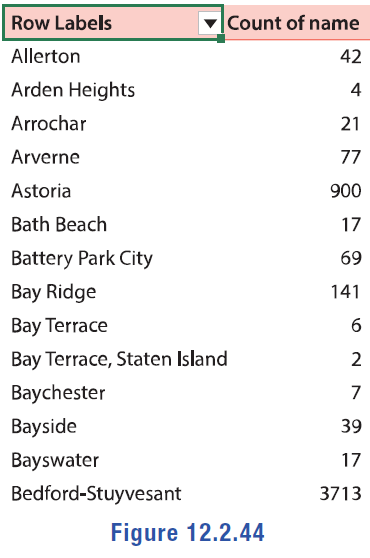 Row Labels Count of name
Allerton 42
Arden Heights 4
Arrochar 21
Arverne 77
Astoria 900
Bath Beach 17
Battery Park City 69
Bay Ridge 141
Bay Terrace 6
Bay Terrace, Staten Island 2
Baychester 7
Bayside 39
Bayswater 17
Bedford-Stuyvesant 3713
Figure 12.2.44